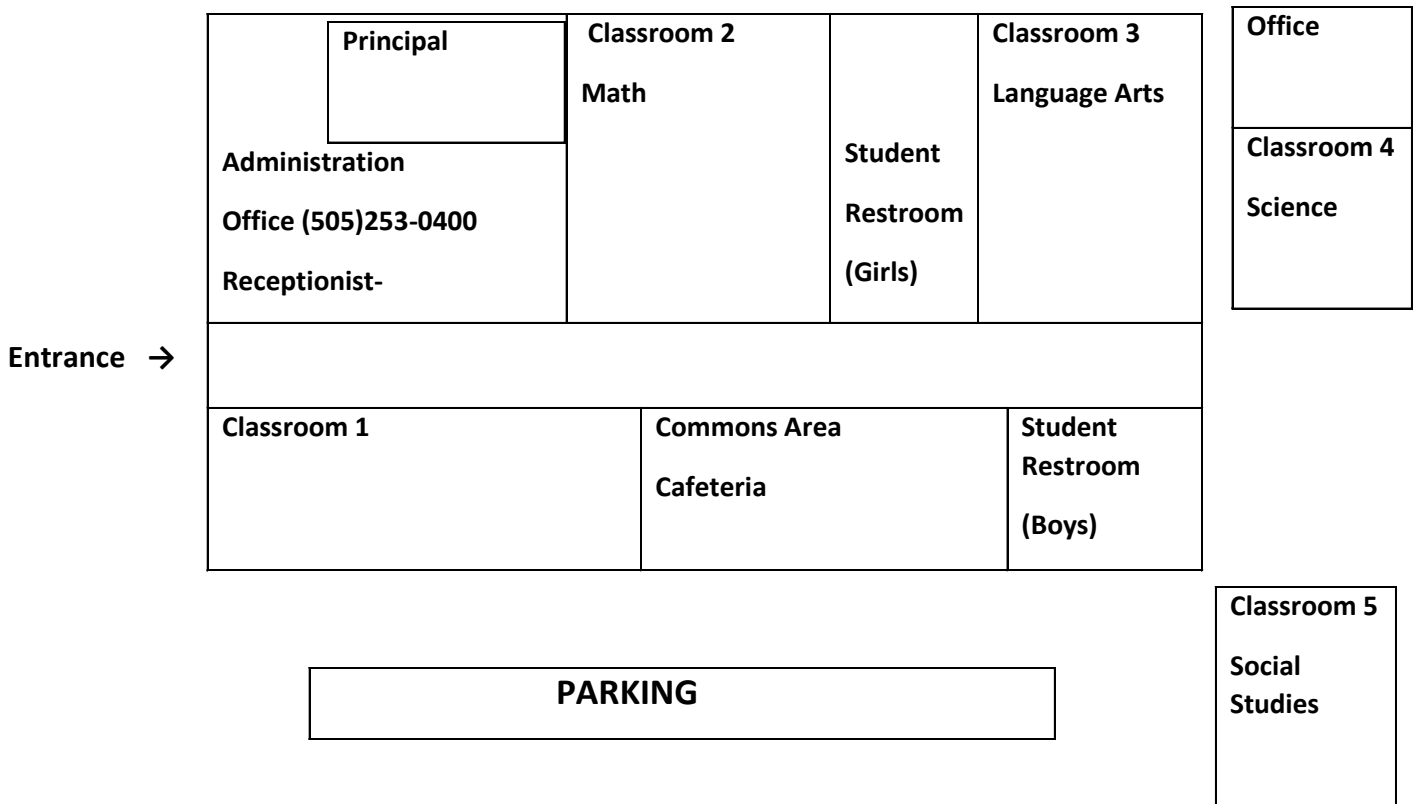 Principal
Administration
Office (505)253-0400
Receptionist-
Classroom 2
Math
Student
Restroom
(Girls)
Classroom 3
Language Arts
Office
Classroom 4
Science
Entrance →
Classroom 1
Commons Area
Cafeteria
Student
Restroom
(Boys)
Classroom 5
Social
Studies
PARKING